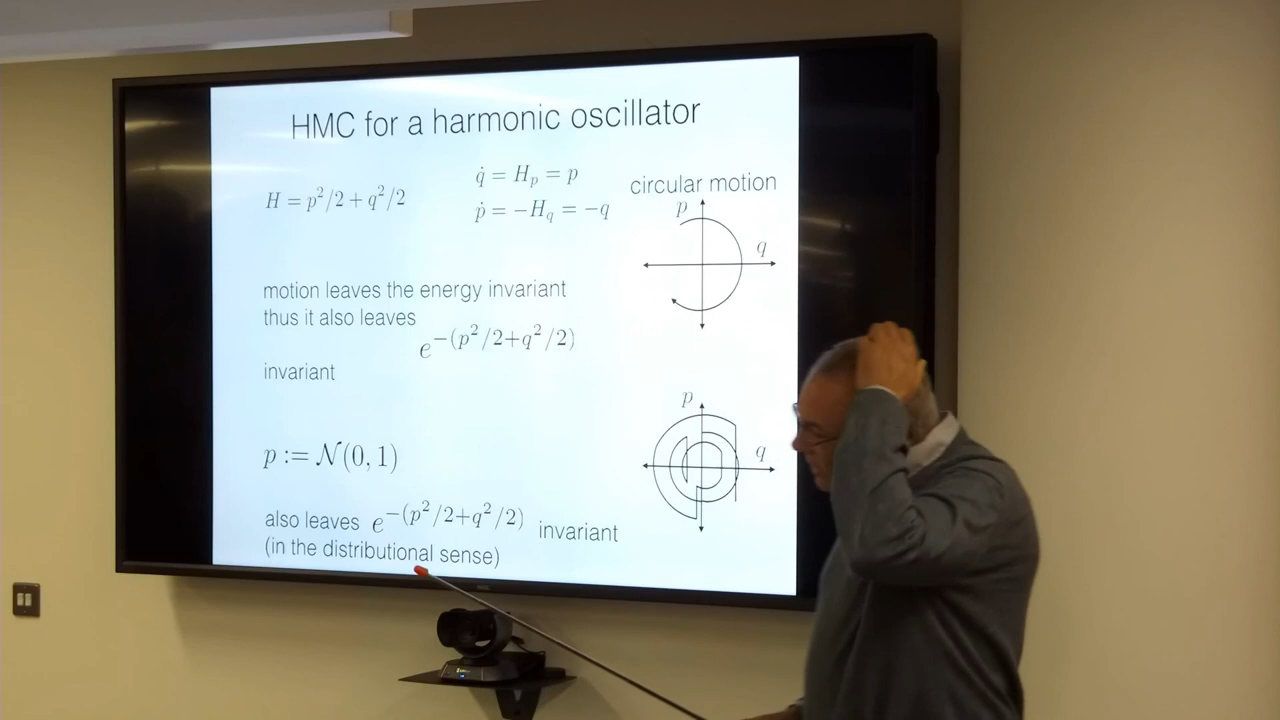 HMC for a harmonic oscillator
H = p²/2 + q²/2
q̇ = H_p = p
ṗ = −H_q = −q
circular motion
p
q
motion leaves the energy invariant
thus it also leaves
e^{−(p²/2+q²/2)}
invariant
p
q
p := 𝒩(0, 1)
also leaves e^{−(p²/2+q²/2)} invariant
(in the distributional sense)